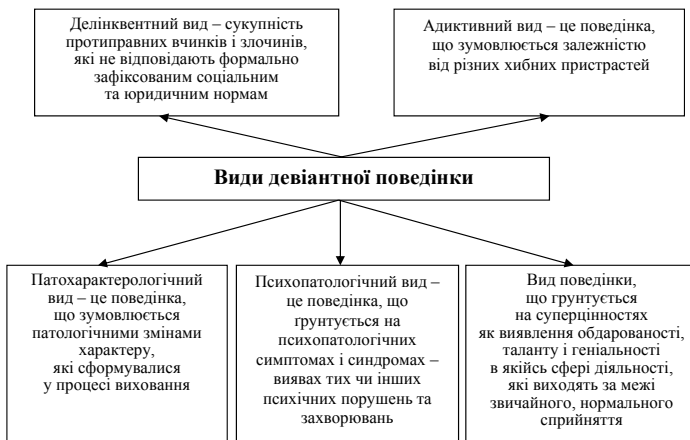 Делінквентний вид – сукупність
протиправних вчинків і злочинів,
які не відповідають формально
зафіксованим соціальним
та юридичним нормам
Адиктивний вид – це поведінка,
що зумовлюється залежністю
від різних хибних пристрастей
Види девіантної поведінки
Патохарактерологічний
вид – це поведінка,
що зумовлюється
патологічними змінами
характеру,
які сформувалися
у процесі виховання
Психопатологічний вид –
це поведінка, що
ґрунтується на
психопатологічних
симптомах і синдромах –
виявах тих чи інших
психічних порушень та
захворювань
Вид поведінки,
що грунтується
на суперцінностях
як виявлення обдарованості,
таланту і геніальності
в якійсь сфері діяльності,
які виходять за межі
звичайного, нормального
сприйняття